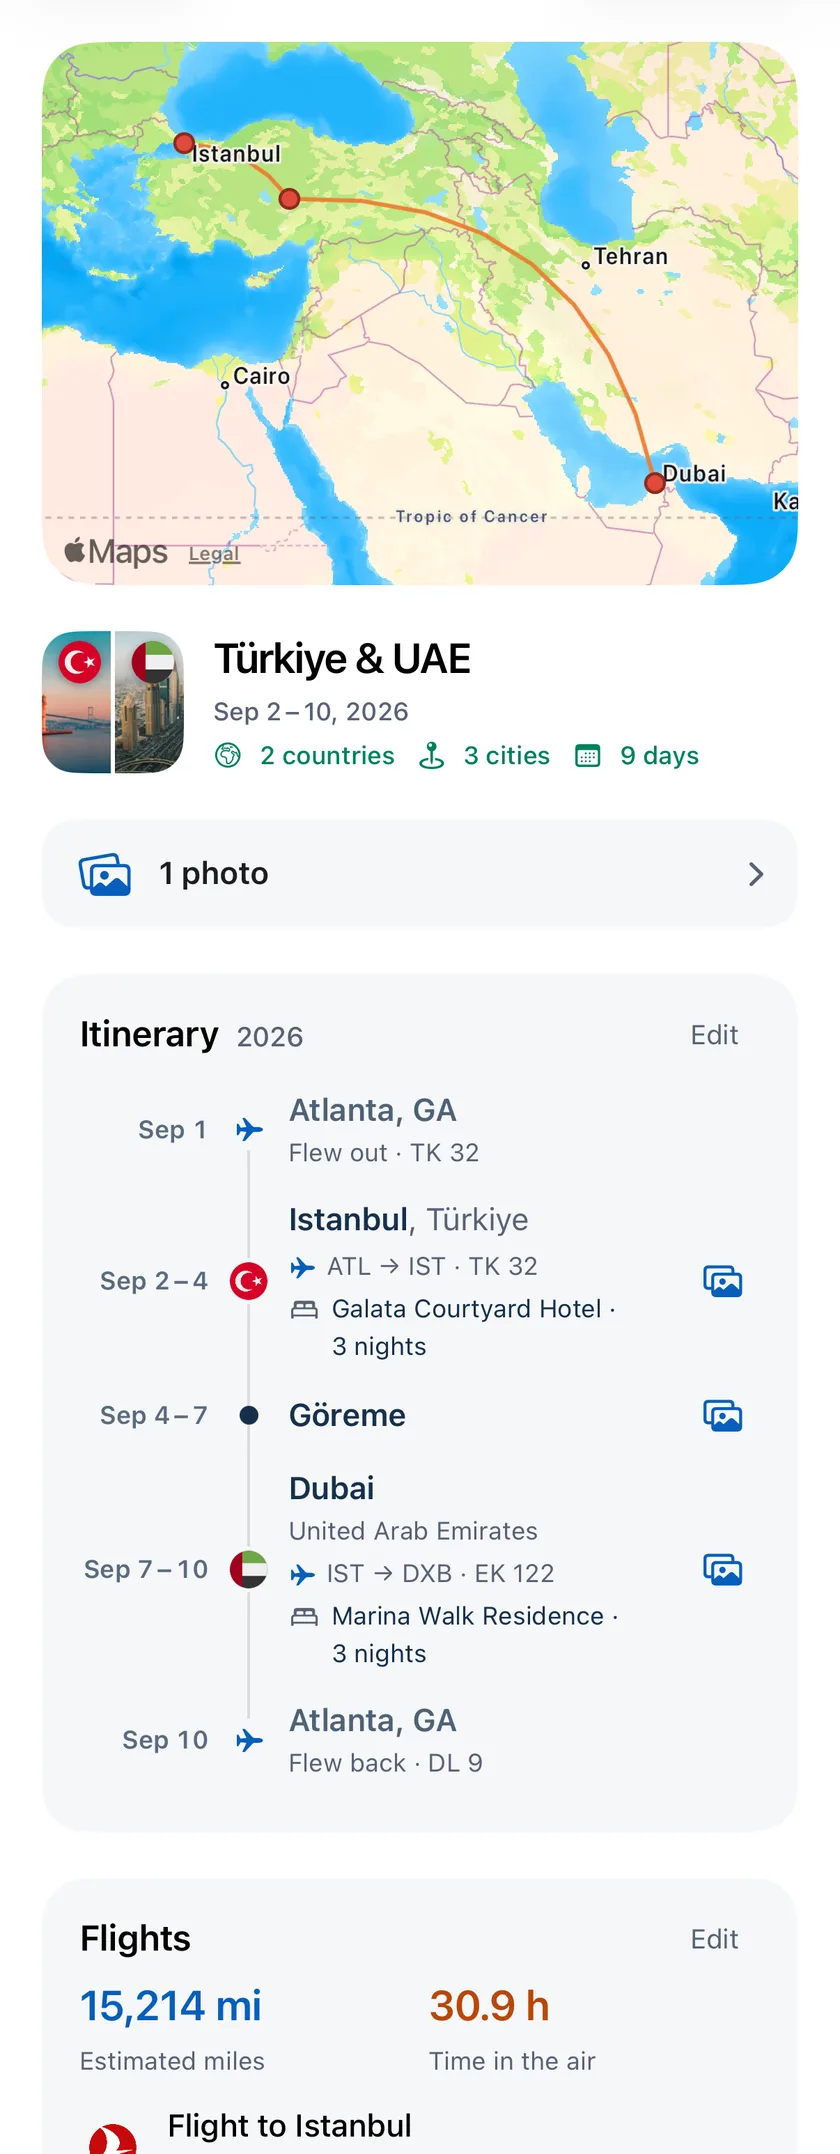 Istanbul
Tehran
Cairo
Dubai
Ka
Tropic of Cancer
Maps Legal
Türkiye & UAE
Sep 2–10, 2026
2 countries 3 cities 9 days
1 photo
Itinerary 2026 Edit
Atlanta, GA
Sep 1
Flew out · TK 32
Istanbul, Türkiye
ATL → IST · TK 32
Sep 2–4
Galata Courtyard Hotel ·
3 nights
Sep 4–7 Göreme
Dubai
United Arab Emirates
Sep 7–10 IST → DXB · EK 122
Marina Walk Residence ·
3 nights
Atlanta, GA
Sep 10
Flew back · DL 9
Flights Edit
15,214 mi 30.9 h
Estimated miles Time in the air
Flight to Istanbul